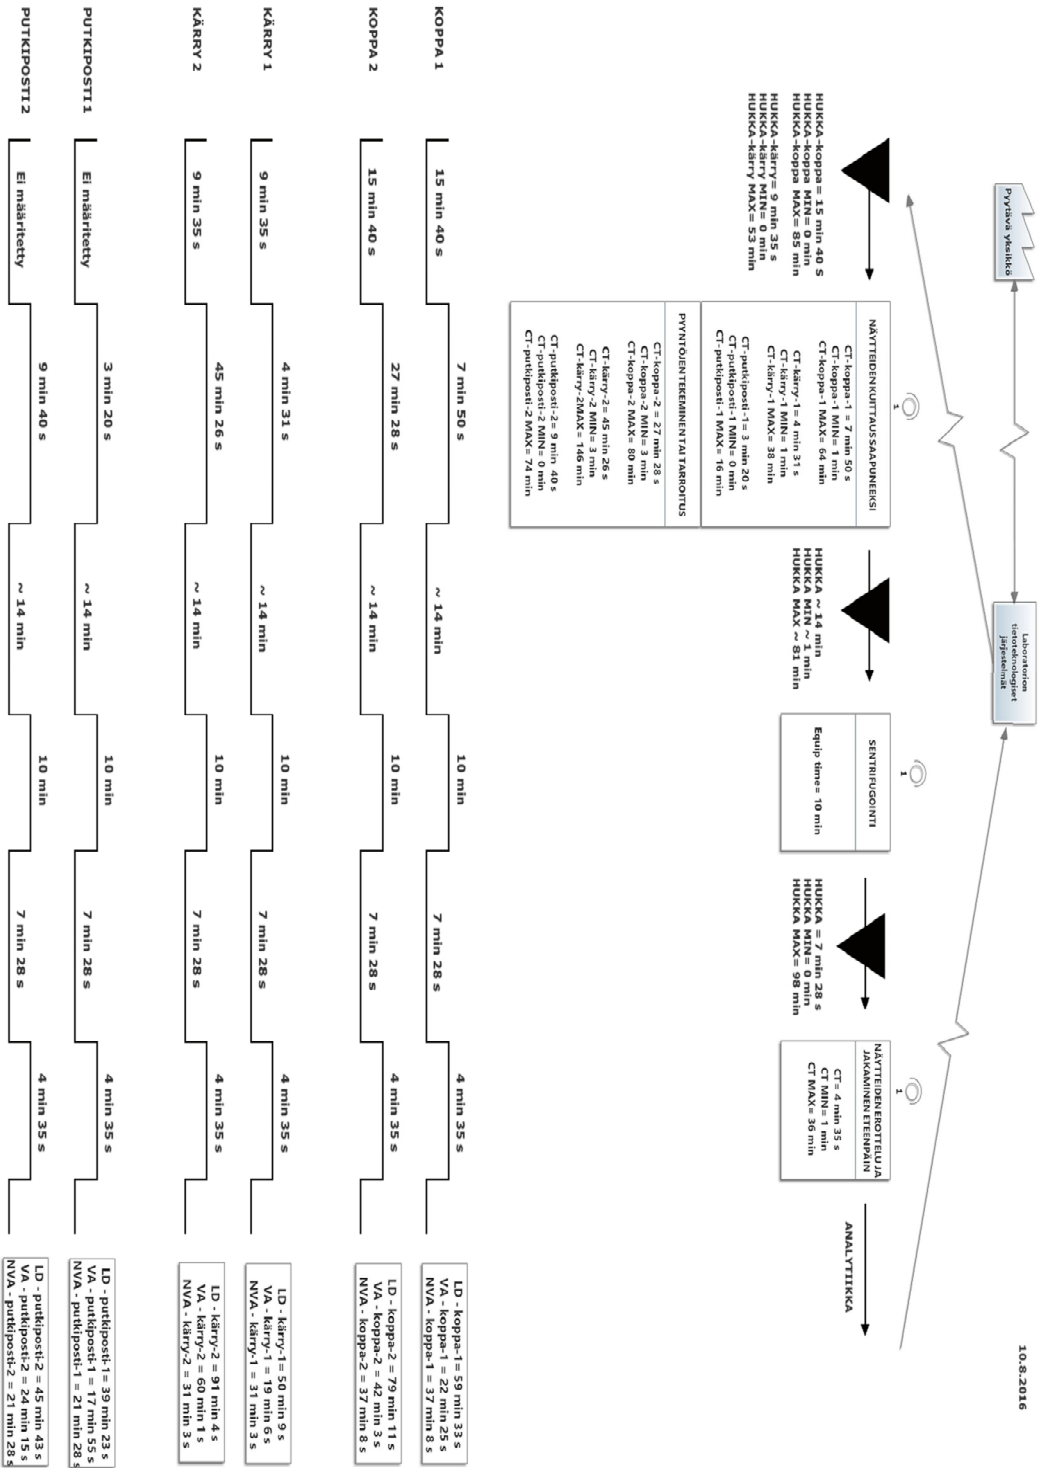 10.8.2016
Pyytävä yksikkö
Laboratorion
tietoteknologiset
järjestelmät
HUKKA-koppa= 15 min 40 S
HUKKA-koppa MIN= 0 min
HUKKA-koppa MAX= 85 min
HUKKA-kärry= 9 min 35 s
HUKKA-kärry MIN= 0 min
HUKKA-kärry MAX= 53 min
1
NÄYTTEIDEN KUITTAUS SAAPUNEEKSI
CT-koppa-1 = 7 min 50 s
CT-koppa-1 MIN= 1 min
CT-koppa-1 MAX= 64 min
CT-kärry-1= 4 min 31 s
CT-kärry-1 MIN= 1 min
CT-kärry-1 MAX= 38 min
CT-putkiposti-1= 3 min 20 s
CT-putkiposti-1 MIN= 0 min
CT-putkiposti-1 MAX= 16 min
PYYNTÖJEN TEKEMINEN TAI TARROITUS
CT-koppa-2 = 27 min 28 s
CT-koppa-2 MIN= 3 min
CT-koppa-2 MAX= 80 min
CT-kärry-2= 45 min 26 s
CT-kärry-2 MIN= 3 min
CT-kärry-2MAX= 146 min
CT-putkiposti-2= 9 min 40 s
CT-putkiposti-2 MIN= 0 min
CT-putkiposti-2 MAX= 74 min
HUKKA ~ 14 min
HUKKA MIN ~ 1 min
HUKKA MAX ~ 81 min
1
SENTRIFUGOINTI
Equip time= 10 min
HUKKA = 7 min 28 s
HUKKA MIN= 0 min
HUKKA MAX= 98 min
1
NÄYTTEIDEN EROTTELU JA
JAKAMINEN ETEENPÄIN
CT= 4 min 35 s
CT MIN= 1 min
CT MAX= 36 min
ANALYTIIKKA
KOPPA 1
15 min 40 s
7 min 50 s
~ 14 min
10 min
7 min 28 s
4 min 35 s
LD - koppa-1= 59 min 33 s
VA - koppa-1 = 22 min 25 s
NVA - koppa-1 = 37 min 8 s
KOPPA 2
15 min 40 s
27 min 28 s
~ 14 min
10 min
7 min 28 s
4 min 35 s
LD - koppa-2 = 79 min 11 s
VA - koppa-2 = 42 min 3 s
NVA - koppa-2 = 37 min 8 s
KÄRRY 1
9 min 35 s
4 min 31 s
~ 14 min
10 min
7 min 28 s
4 min 35 s
LD - kärry-1= 50 min 9 s
VA - kärry-1 = 19 min 6 s
NVA - kärry-1 = 31 min 3 s
KÄRRY 2
9 min 35 s
45 min 26 s
~ 14 min
10 min
7 min 28 s
4 min 35 s
LD - kärry-2 = 91 min 4 s
VA - kärry-2 = 60 min 1 s
NVA - kärry-2 = 31 min 3 s
PUTKIPOSTI 1
Ei määritetty
3 min 20 s
~ 14 min
10 min
7 min 28 s
4 min 35 s
LD - putkiposti-1= 39 min 23 s
VA - putkiposti-1 = 17 min 55 s
NVA - putkiposti-1 = 21 min 28 s
PUTKIPOSTI 2
Ei määritetty
9 min 40 s
~ 14 min
10 min
7 min 28 s
4 min 35 s
LD - putkiposti-2 = 45 min 43 s
VA - putkiposti-2 = 24 min 15 s
NVA - putkiposti-2 = 21 min 28 s